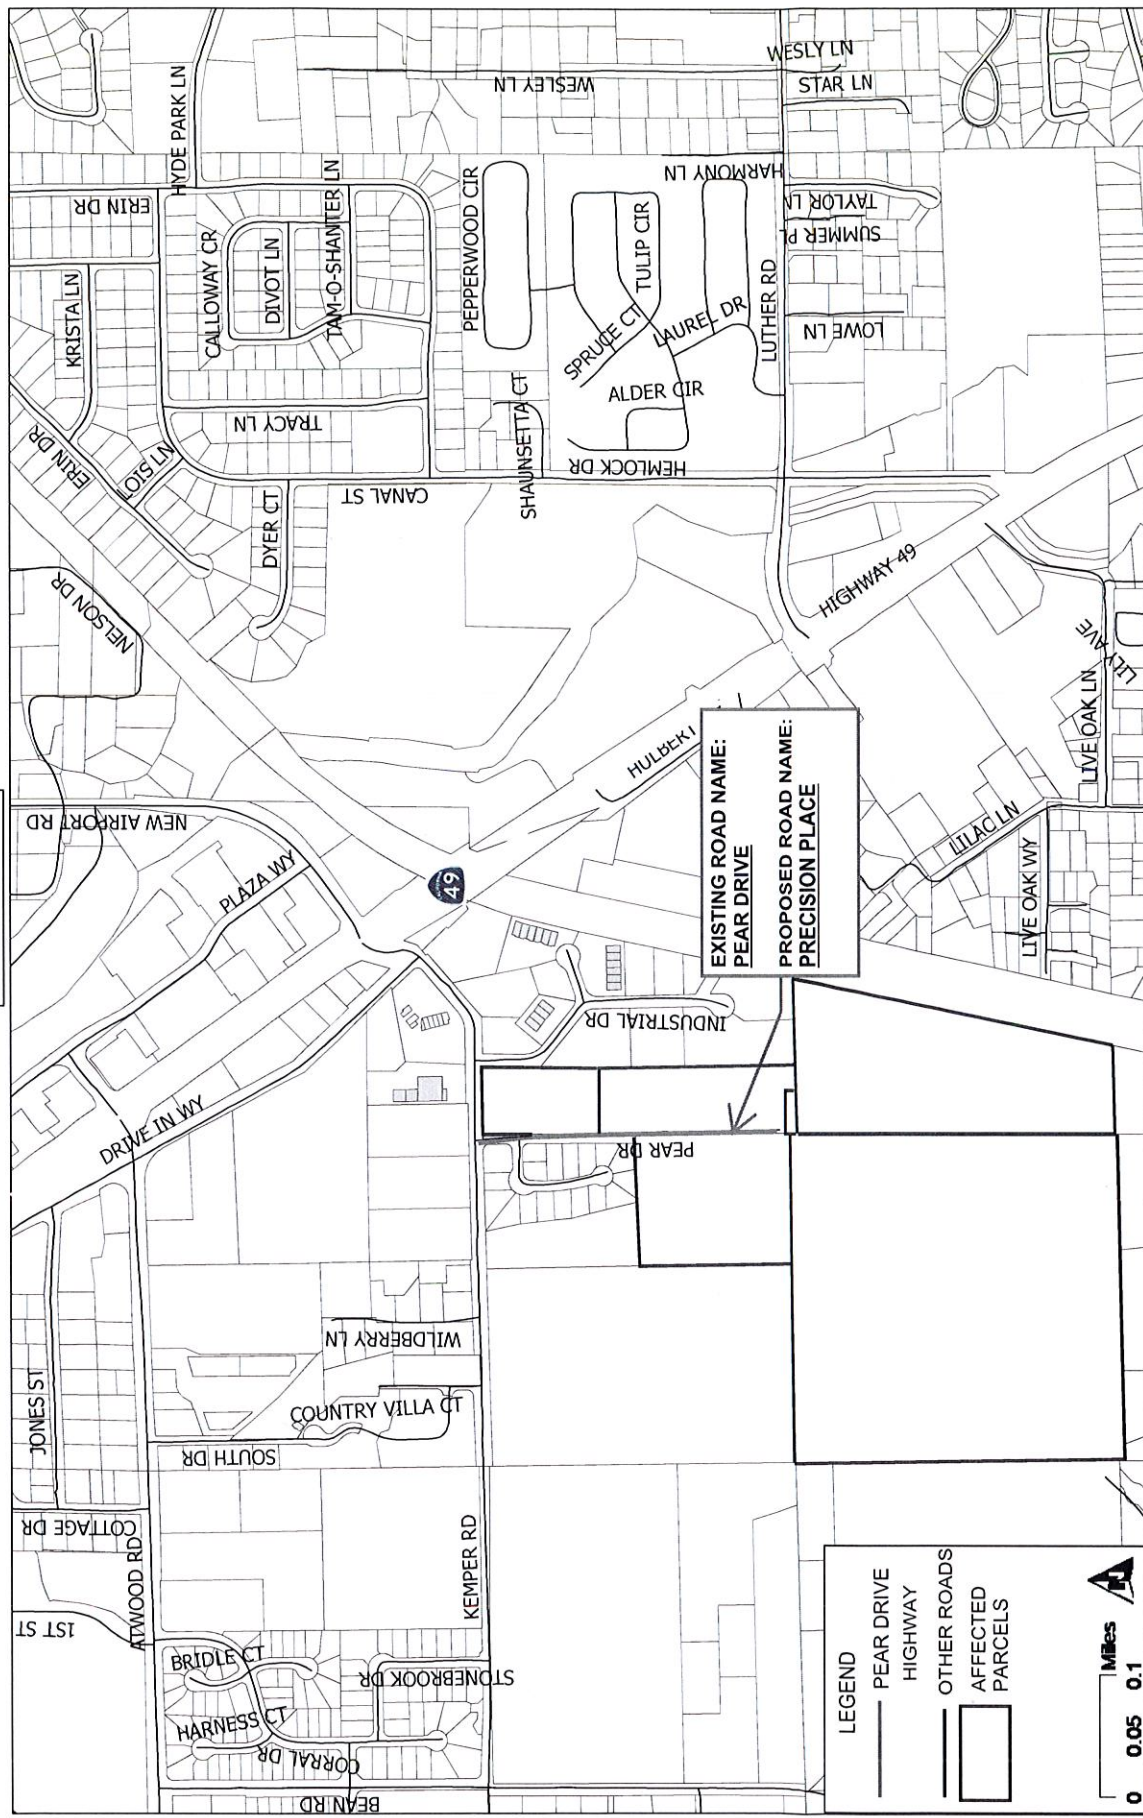 HYDE PARK LN
ERIN DR
KRISTA LN
CALLOWAY CR
DIVOT LN
TAM-O-SHANTER LN
ERIN DR
LOIS LN
TRACY LN
DYER CT
CANAL ST
NELSON DR
WESLEY LN
WESLY LN
STAR LN
PEPPERWOOD CIR
HARMONY LN
TAYLOR LN
SUMMER PL
TULIP CIR
SPRUCE CT
LAUREL DR
LUTHER RD
LOWE LN
ALDER CIR
SHAUNSETTA CT
HEMLOCK DR
HIGHWAY 49
LILY AVE
LIVE OAK LN
LILAC LN
LIVE OAK WY
NEW AIRPORT RD
PLAZA WY
49
EXISTING ROAD NAME:
PEAR DRIVE
PROPOSED ROAD NAME:
PRECISION PLACE
INDUSTRIAL DR
PEAR DR
DRIVE IN WY
JONES ST
WILDBERRY LN
COUNTRY VILLA CT
SOUTH DR
COTTAGE DR
ATWOOD RD
1ST ST
KEMPER RD
BRIDLE CT
STONEBROOK DR
HARNESS CT
CORRAL DR
BEAN RD
LEGEND
PEAR DRIVE
HIGHWAY
OTHER ROADS
AFFECTED
PARCELS
N
Miles
0 0.05 0.1